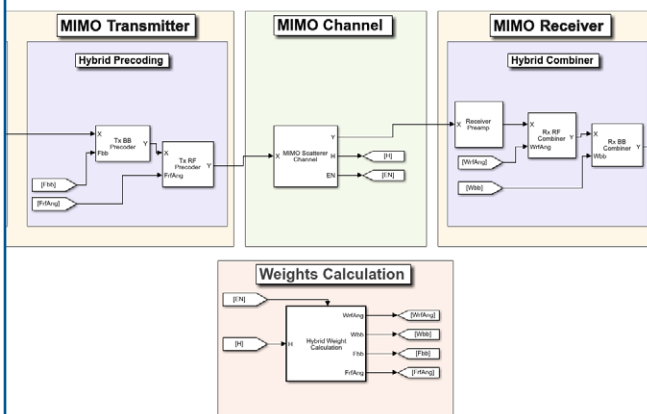 MIMO Transmitter
Hybrid Precoding
X
Fbb
Tx BB
Precoder
Y
X
FrfAng
Tx RF
Precoder
Y
[Fbb]
[FrfAng]
MIMO Channel
X
MIMO Scatterer
Channel
Y
H
EN
[H]
[EN]
MIMO Receiver
Hybrid Combiner
X
Receiver
Preamp
X
WrfAng
Rx RF
Combiner
Y
X
Wbb
Rx BB
Combiner
Y
[WrfAng]
[Wbb]
Weights Calculation
[EN]
[H]
H
Hybrid Weight
Calculation
WrfAng
Wbb
Fbb
FrfAng
[WrfAng]
[Wbb]
[Fbb]
[FrfAng]